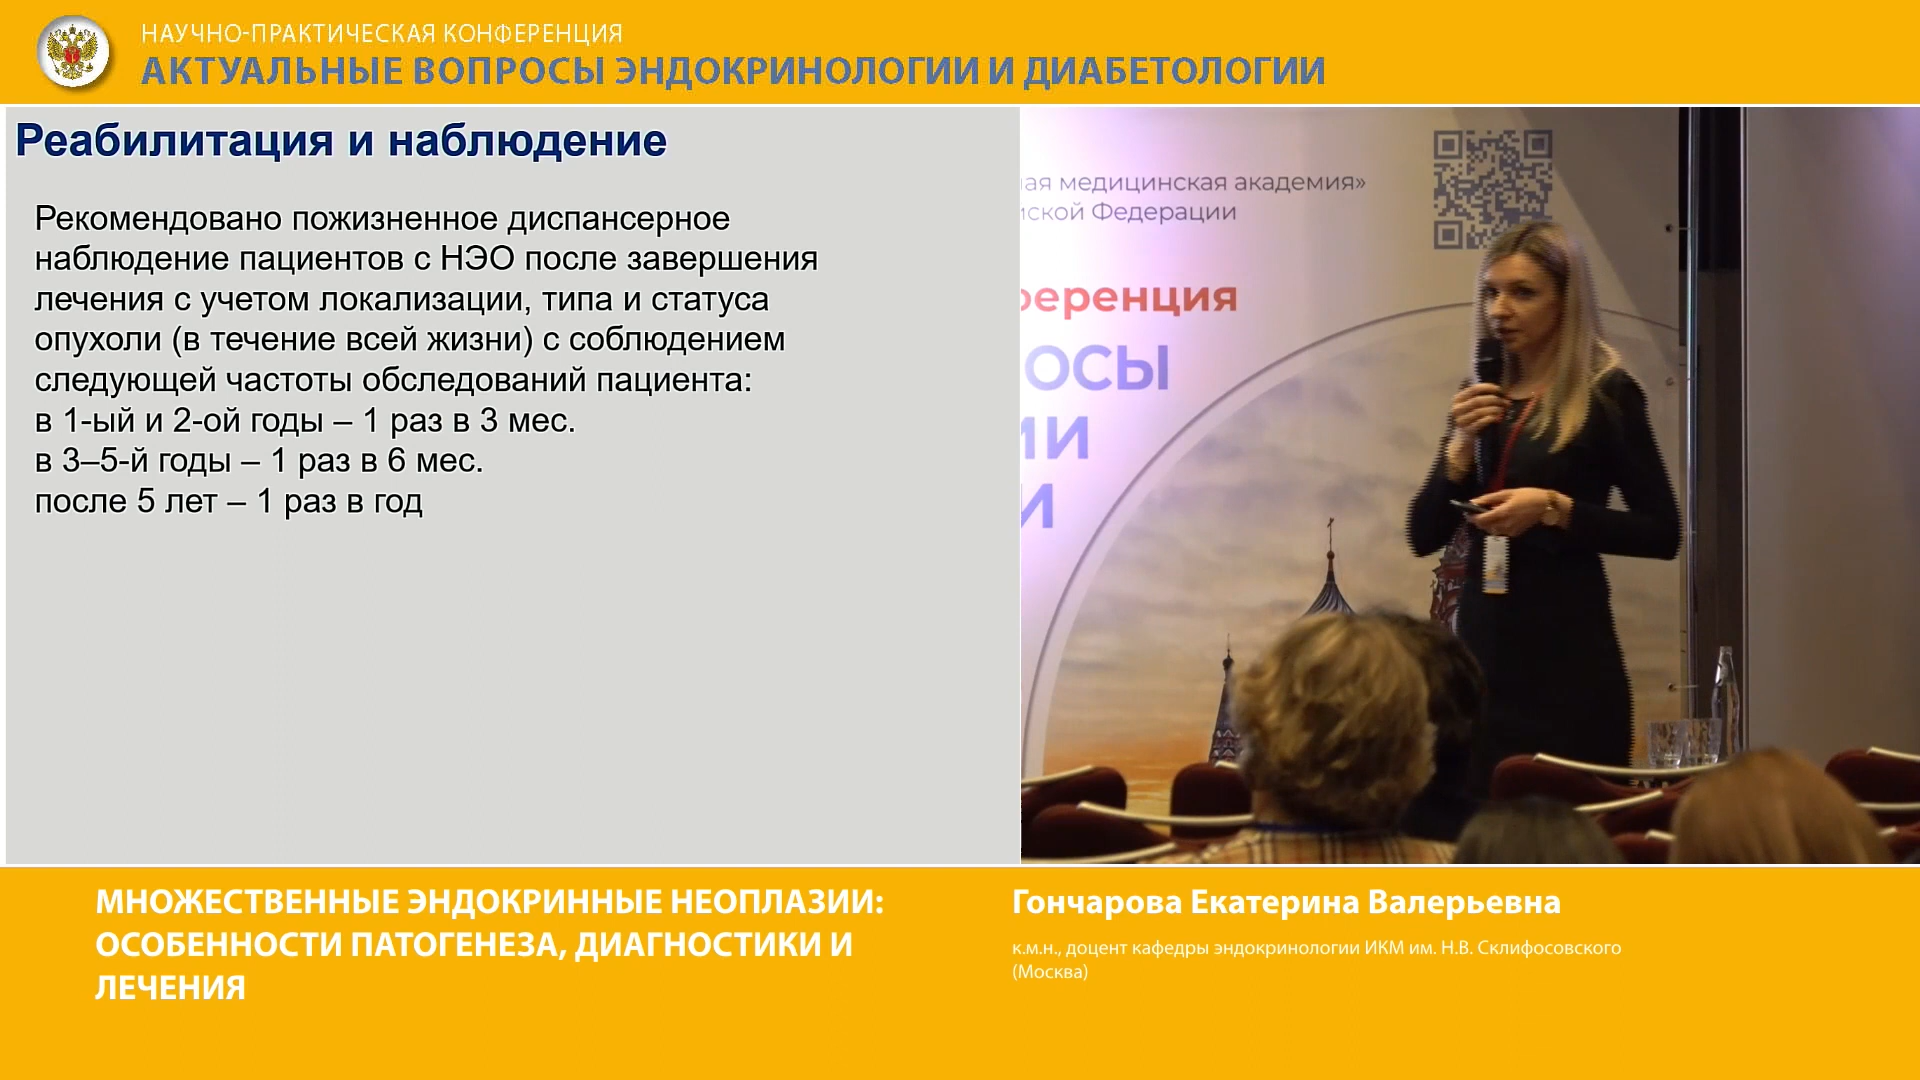 НАУЧНО-ПРАКТИЧЕСКАЯ КОНФЕРЕНЦИЯ
АКТУАЛЬНЫЕ ВОПРОСЫ ЭНДОКРИНОЛОГИИ И ДИАБЕТОЛОГИИ
Реабилитация и наблюдение
Рекомендовано пожизненное диспансерное
наблюдение пациентов с НЭО после завершения
лечения с учетом локализации, типа и статуса
опухоли (в течение всей жизни) с соблюдением
следующей частоты обследований пациента:
в 1-ый и 2-ой годы – 1 раз в 3 мес.
в 3–5-й годы – 1 раз в 6 мес.
после 5 лет – 1 раз в год
ная медицинская академия»
йской Федерации
ференция
ОСЫ
ИИ
И
МНОЖЕСТВЕННЫЕ ЭНДОКРИННЫЕ НЕОПЛАЗИИ:
ОСОБЕННОСТИ ПАТОГЕНЕЗА, ДИАГНОСТИКИ И
ЛЕЧЕНИЯ
Гончарова Екатерина Валерьевна
к.м.н., доцент кафедры эндокринологии ИКМ им. Н.В. Склифосовского
(Москва)